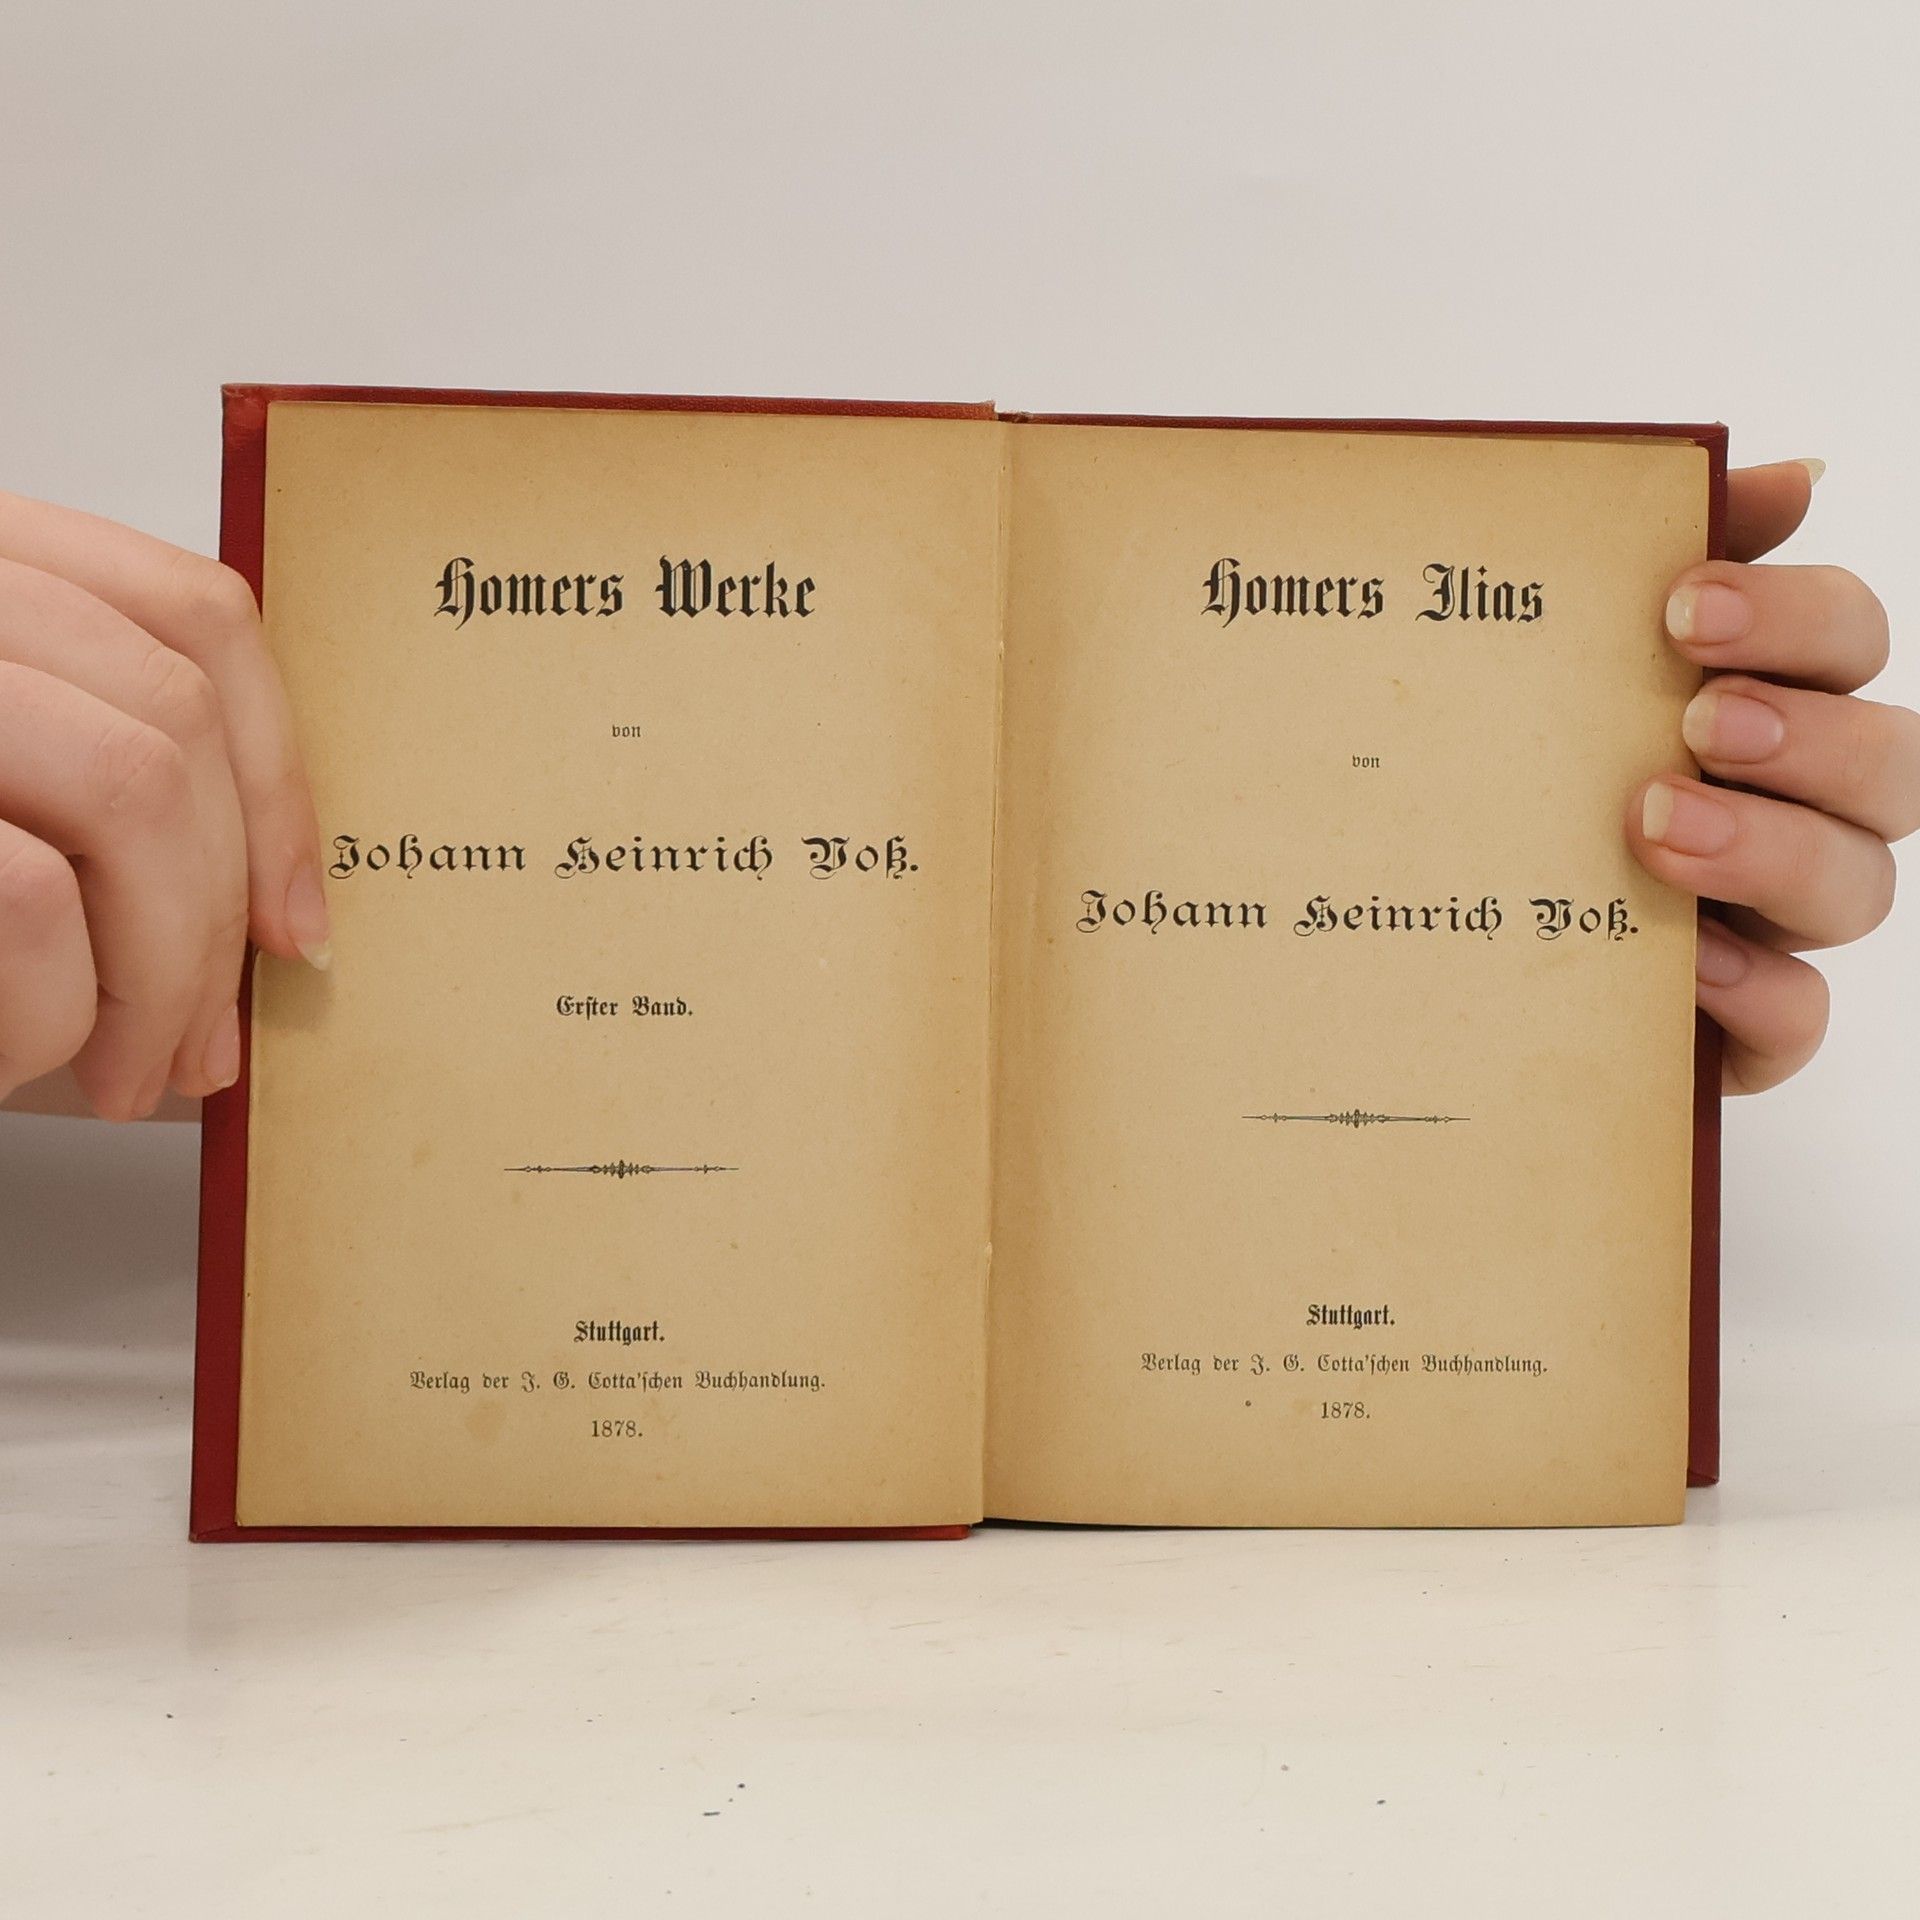 Homers Werke
von
Johann Heinrich Voß.
Erster Band.
Stuttgart.
Verlag der J. G. Cotta'schen Buchhandlung.
1878.
Homers Ilias
von
Johann Heinrich Voß.
Stuttgart.
Verlag der J. G. Cotta'schen Buchhandlung.
1878.